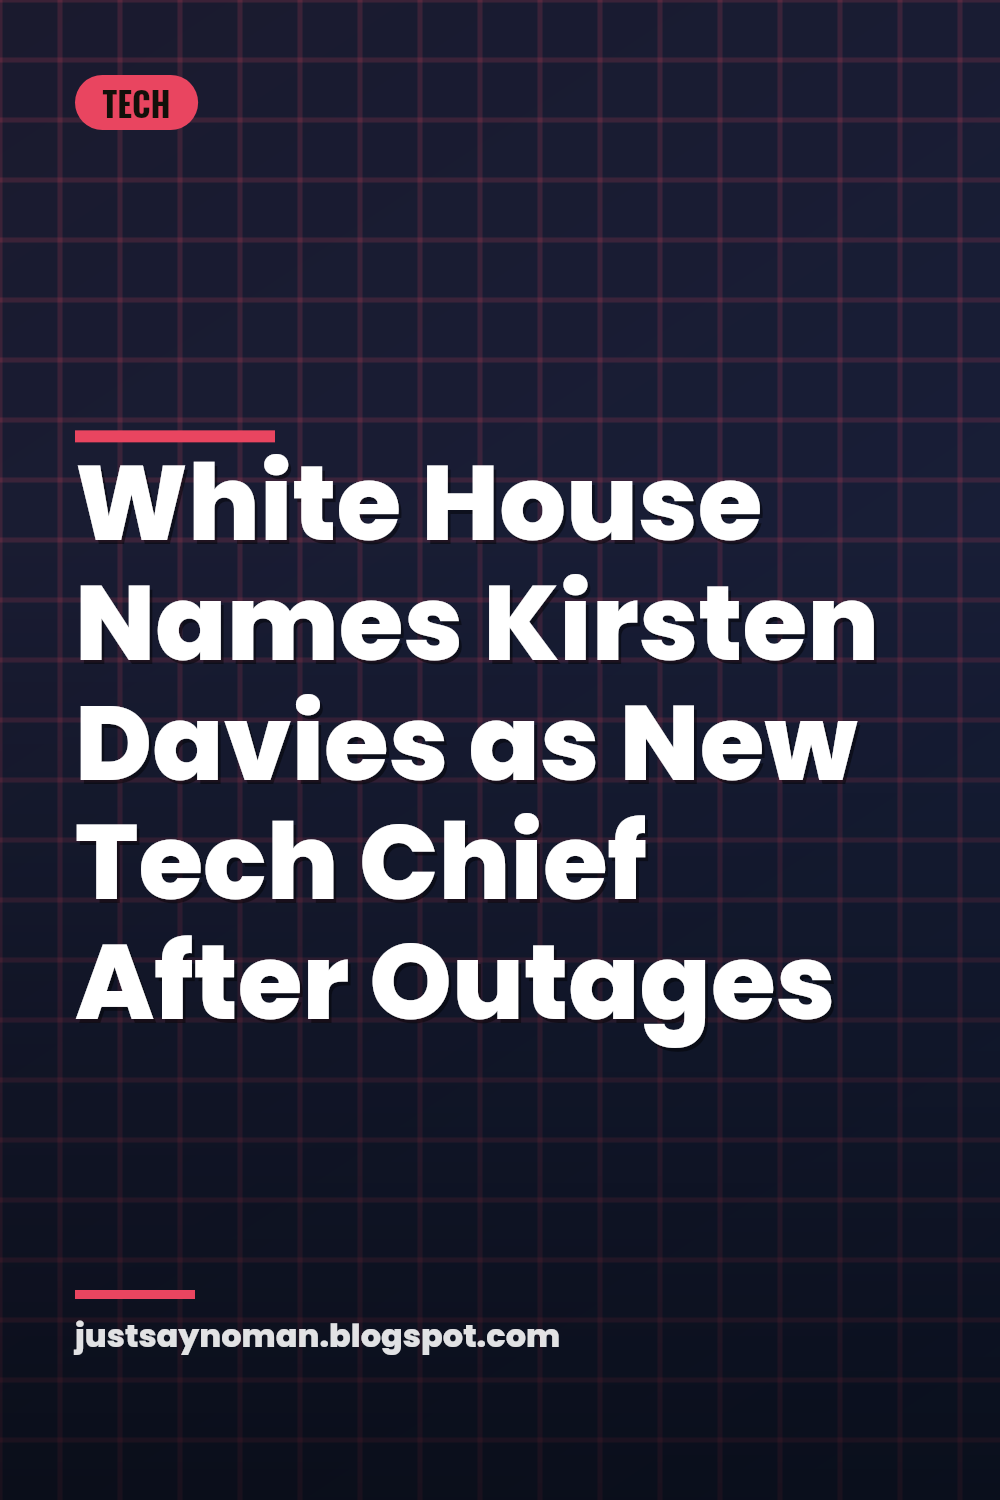 TECH
White House
Names Kirsten
Davies as New
Tech Chief
After Outages
justsaynoman.blogspot.com